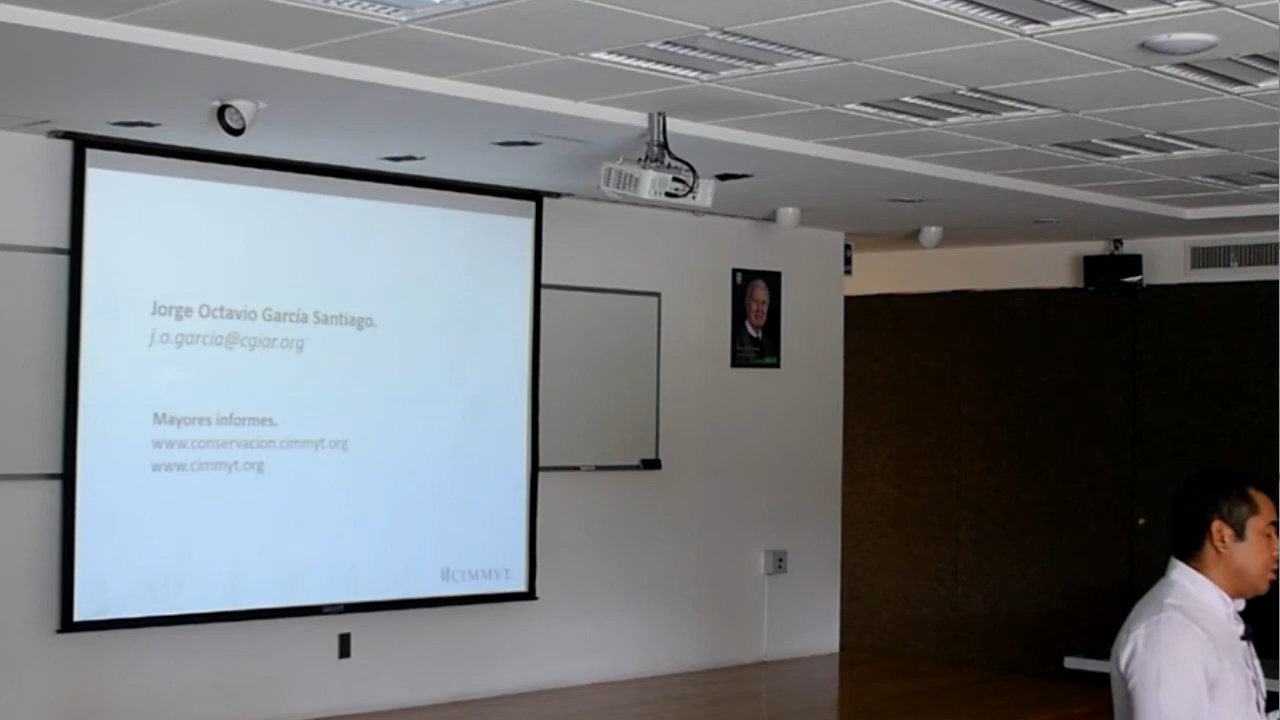 Jorge Octavio García Santiago.
j.o.garcia@cgiar.org
Mayores informes.
www.conservacion.cimmyt.org
www.cimmyt.org
CIMMYT